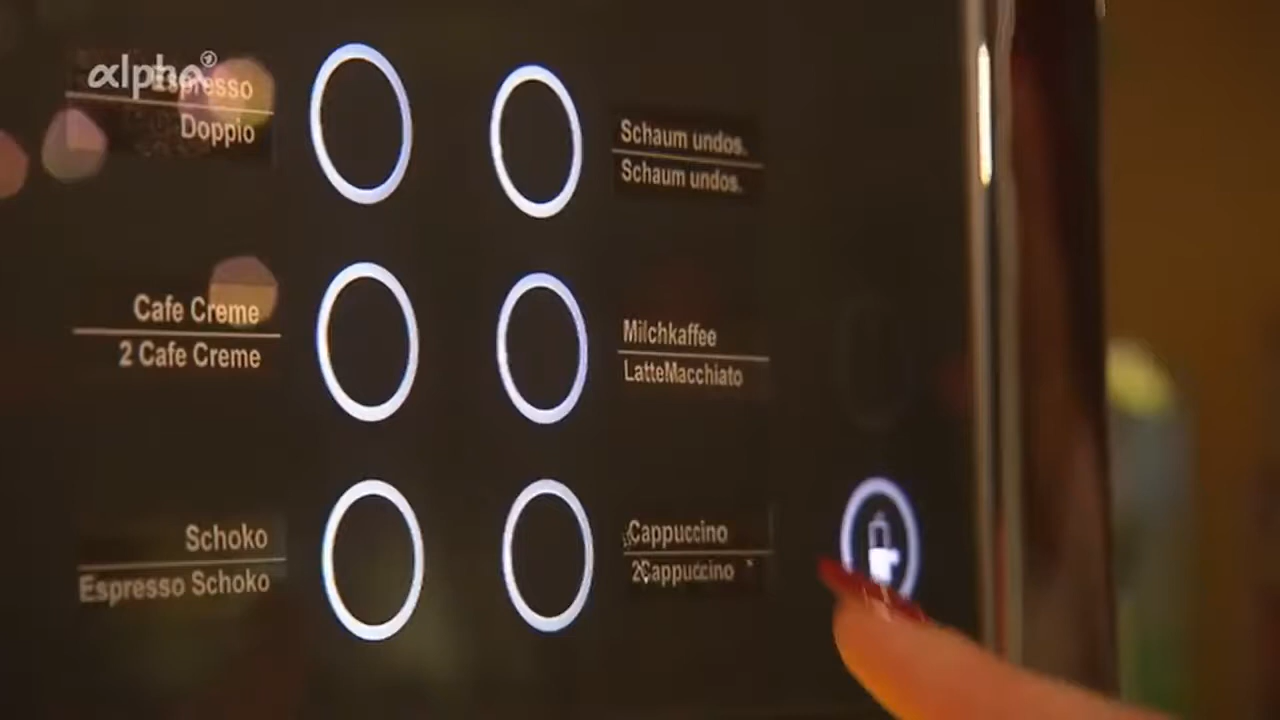 alpha
Espresso
Doppio
Schaum undos.
Schaum undos.
Cafe Creme
2 Cafe Creme
Milchkaffee
LatteMacchiato
Schoko
Espresso Schoko
Cappuccino
2Cappuccino